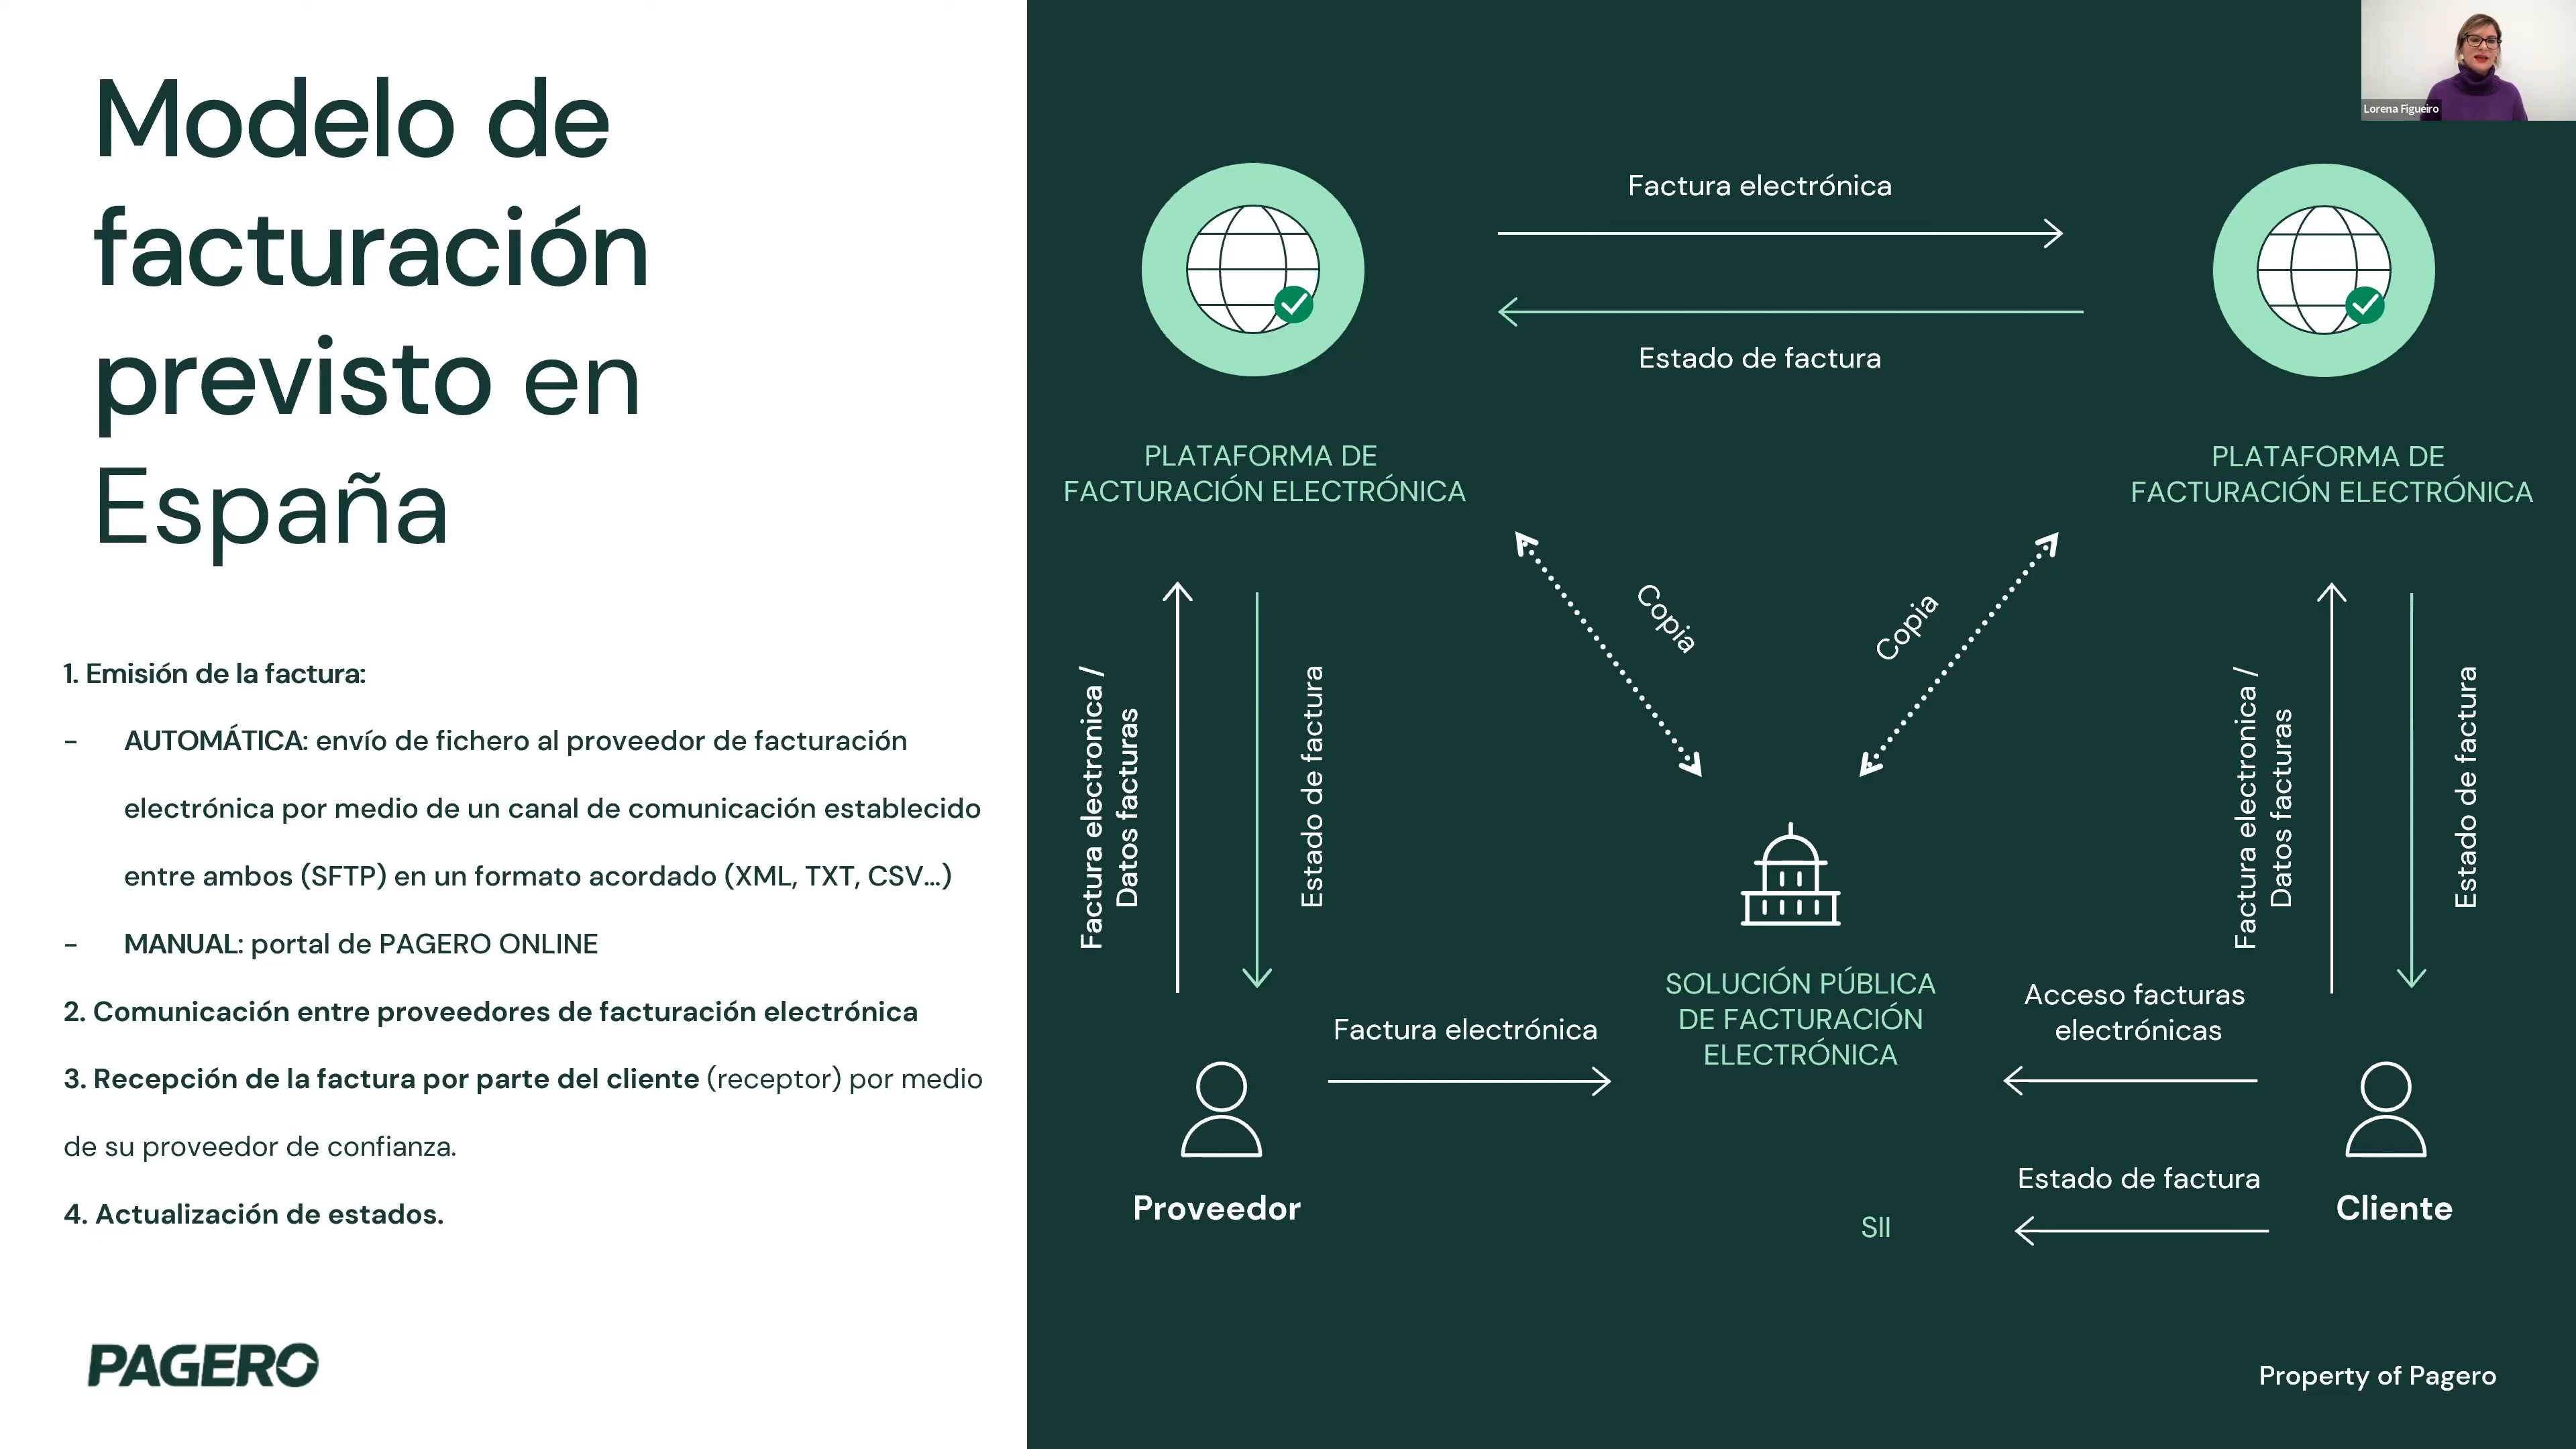 Modelo de
facturación
previsto en
España
1. Emisión de la factura:
- AUTOMÁTICA: envío de fichero al proveedor de facturación
electrónica por medio de un canal de comunicación establecido
entre ambos (SFTP) en un formato acordado (XML, TXT, CSV...)
- MANUAL: portal de PAGERO ONLINE
2. Comunicación entre proveedores de facturación electrónica
3. Recepción de la factura por parte del cliente (receptor) por medio
de su proveedor de confianza.
4. Actualización de estados.
PAGERO
Lorena Figueiro
Factura electrónica
Estado de factura
PLATAFORMA DE
FACTURACIÓN ELECTRÓNICA
PLATAFORMA DE
FACTURACIÓN ELECTRÓNICA
Copia
Copia
Factura electronica /
Datos facturas
Estado de factura
Factura electronica /
Datos facturas
Estado de factura
SOLUCIÓN PÚBLICA
DE FACTURACIÓN
ELECTRÓNICA
Factura electrónica
Acceso facturas
electrónicas
Proveedor
Estado de factura
SII
Cliente
Property of Pagero